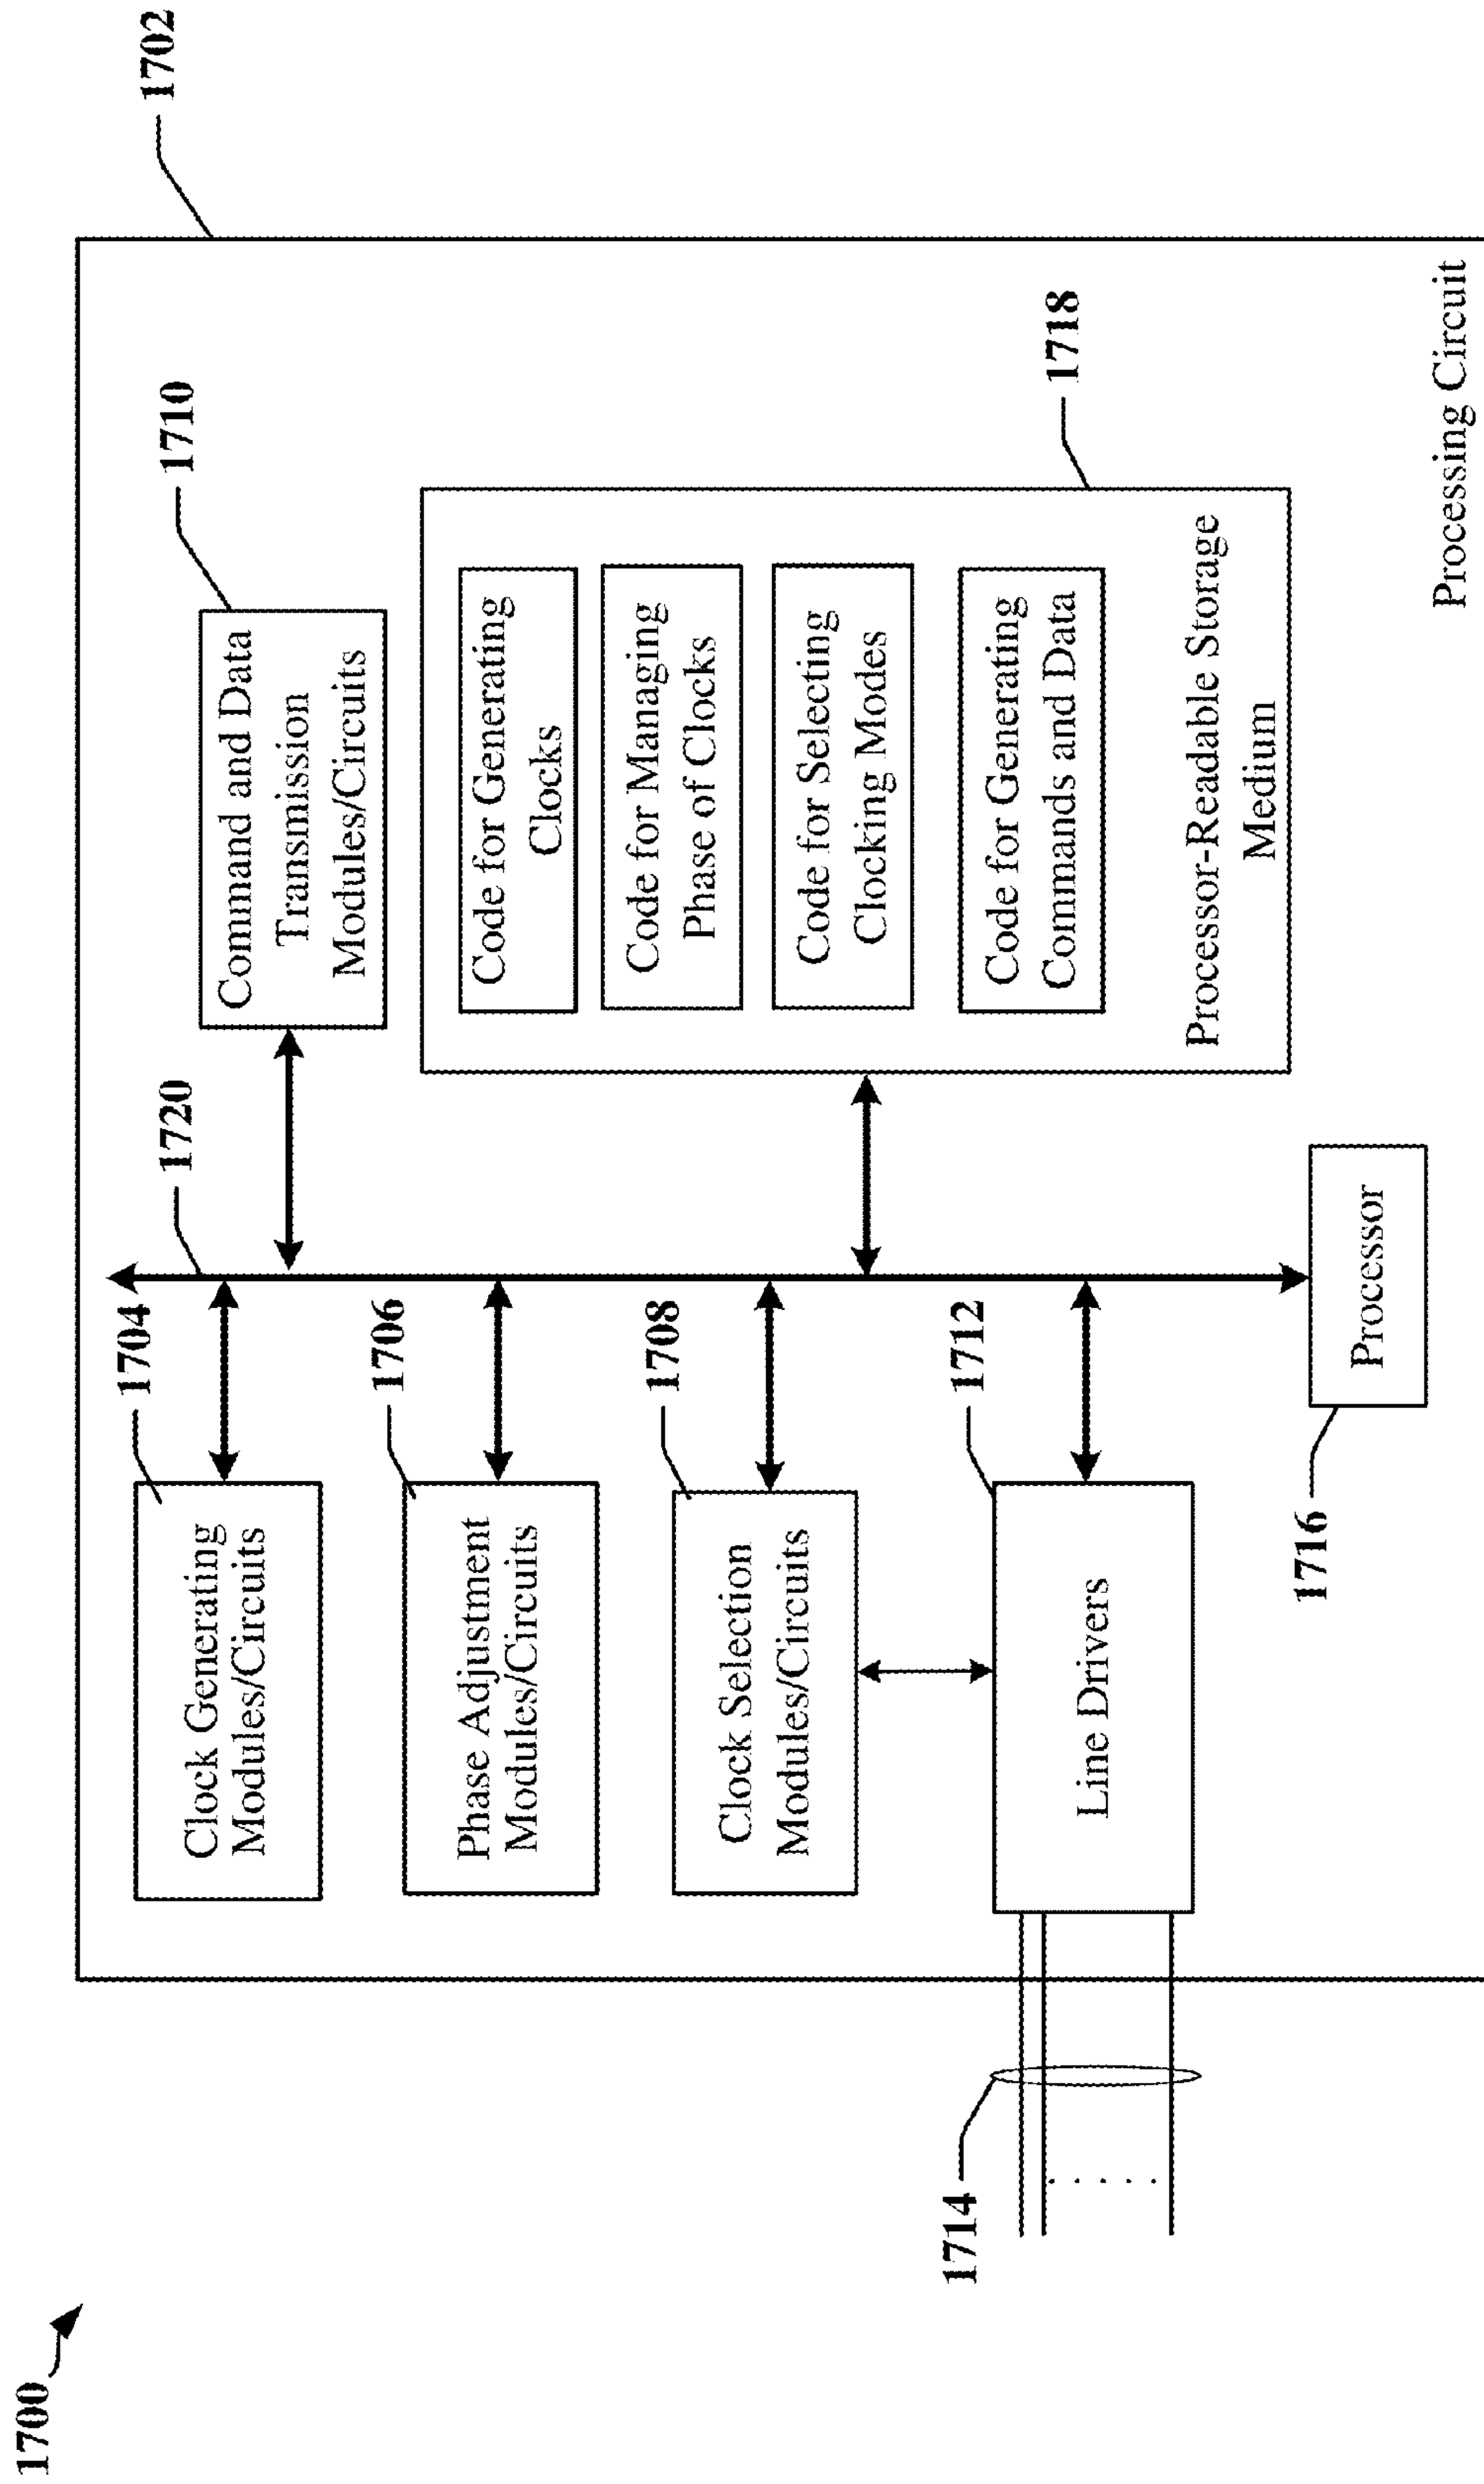 1700
1702
1704
Clock Generating
Modules/Circuits
1720
1710
Command and Data
Transmission
Modules/Circuits
1706
Phase Adjustment
Modules/Circuits
1708
Clock Selection
Modules/Circuits
1718
Code for Generating
Clocks
Code for Managing
Phase of Clocks
Code for Selecting
Clocking Modes
Code for Generating
Commands and Data
Processor-Readable Storage
Medium
1714
1712
Line Drivers
1716
Processor
Processing Circuit